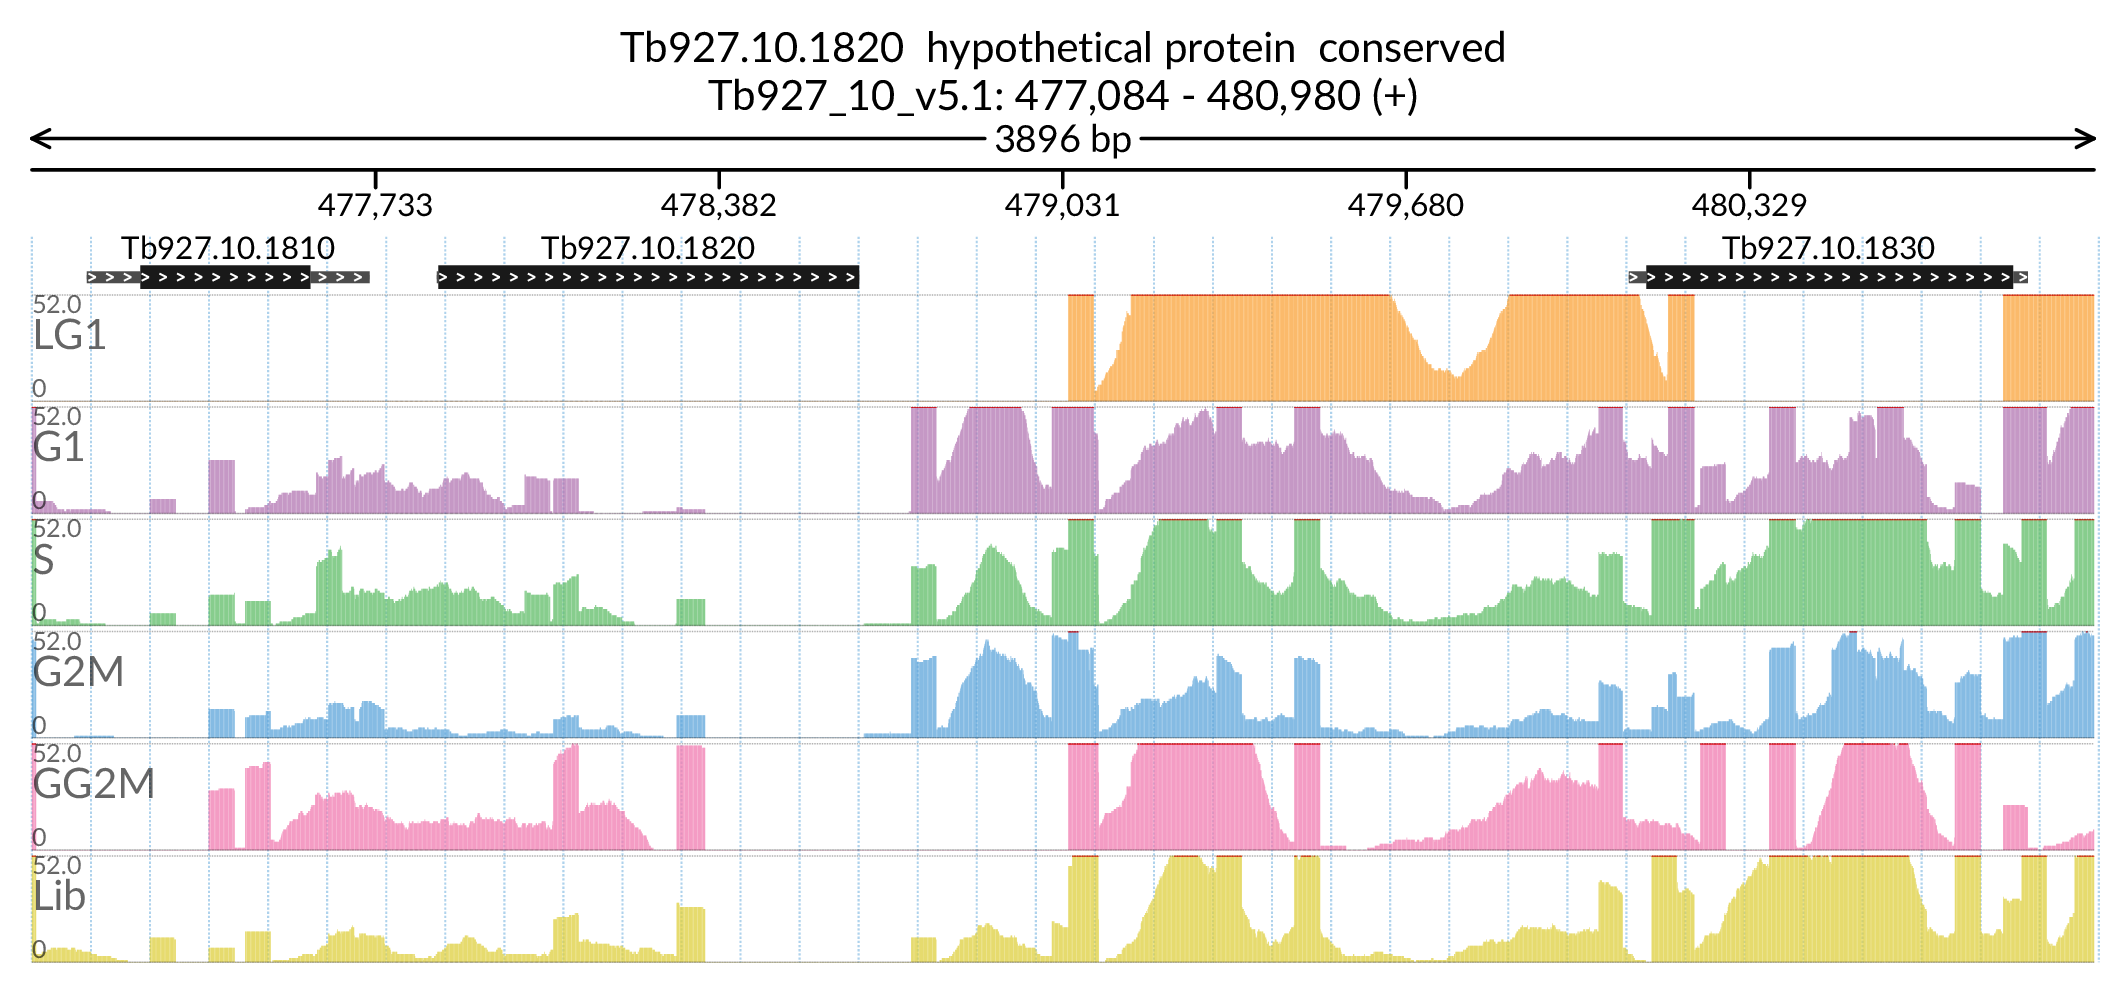 Tb927.10.1820  hypothetical protein  conserved
Tb927_10_v5.1: 477,084 - 480,980 (+)
3896 bp
477,733 478,382 479,031 479,680 480,329
Tb927.10.1810 Tb927.10.1820 Tb927.10.1830
52.0
LG1
0
52.0
G1
0
52.0
S
0
52.0
G2M
0
52.0
GG2M
0
52.0
Lib
0